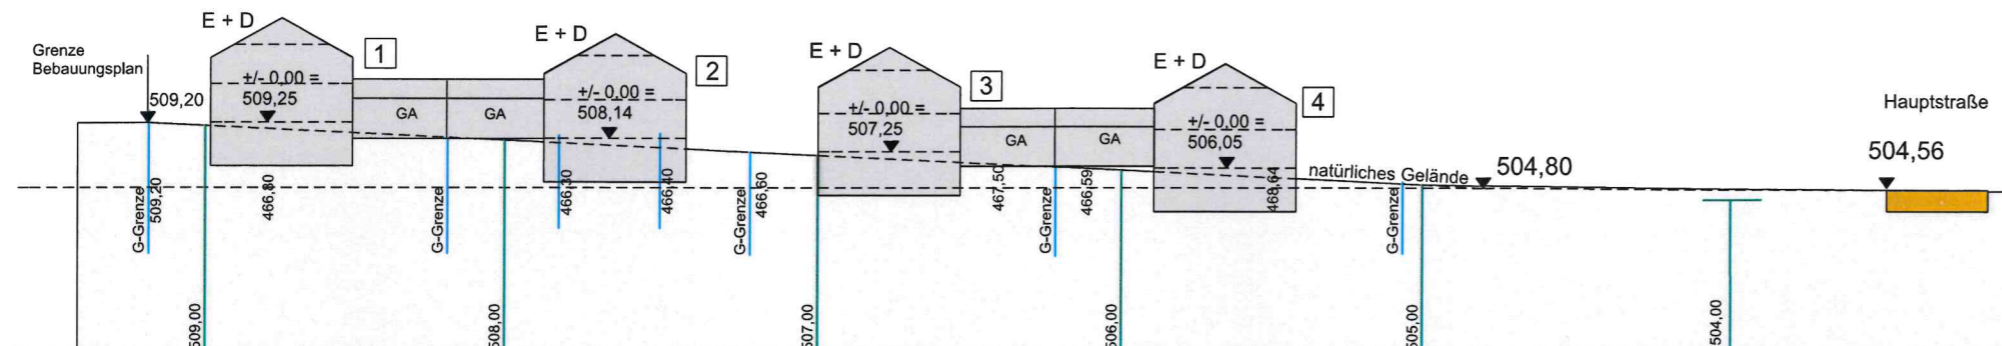 E + D
1
Grenze
Bebauungsplan
509,20
+/- 0,00 =
509,25
GA
GA
E + D
2
+/- 0,00 =
508,14
E + D
3
+/- 0,00 =
507,25
GA
GA
E + D
4
+/- 0,00 =
506,05
natürliches Gelände
504,80
Hauptstraße
504,56
G-Grenze
509,20
466,80
G-Grenze
466,30
466,40
G-Grenze
466,60
467,50
G-Grenze
466,59
468,64
G-Grenze
509,00
508,00
507,00
506,00
505,00
504,00